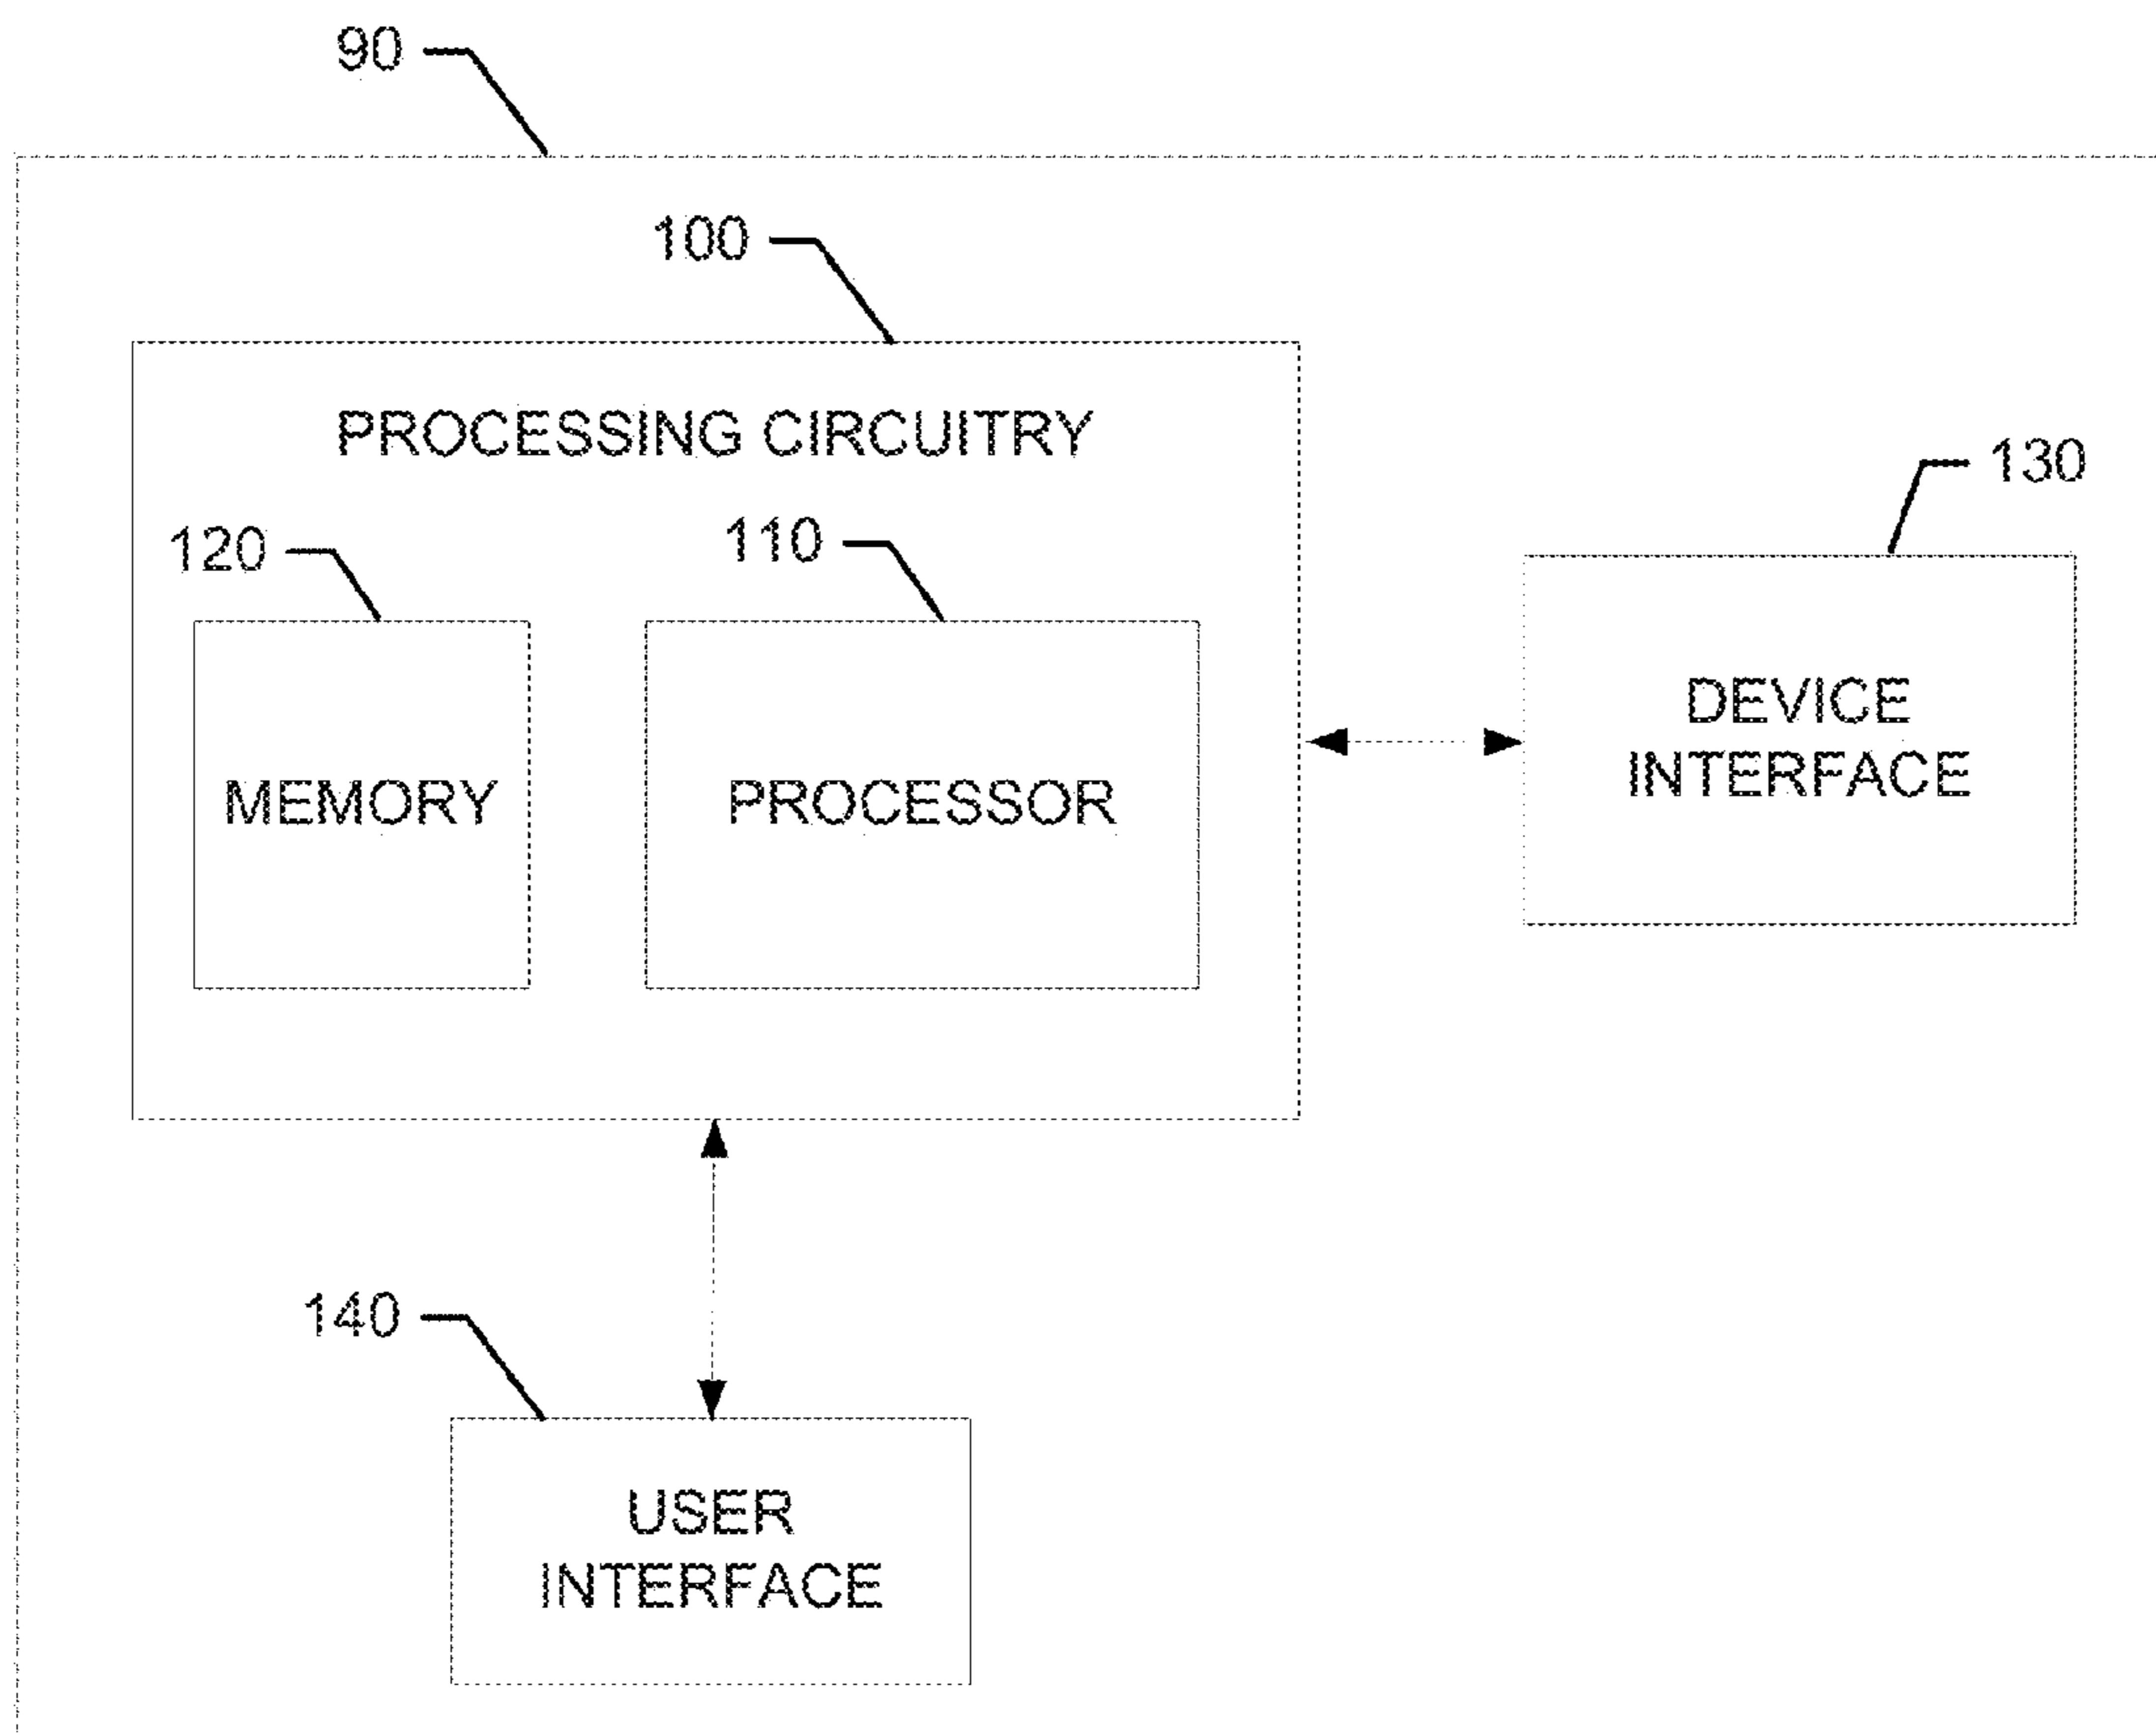 90
100
PROCESSING CIRCUITRY
130
120
110
DEVICE
INTERFACE
MEMORY
PROCESSOR
140
USER
INTERFACE